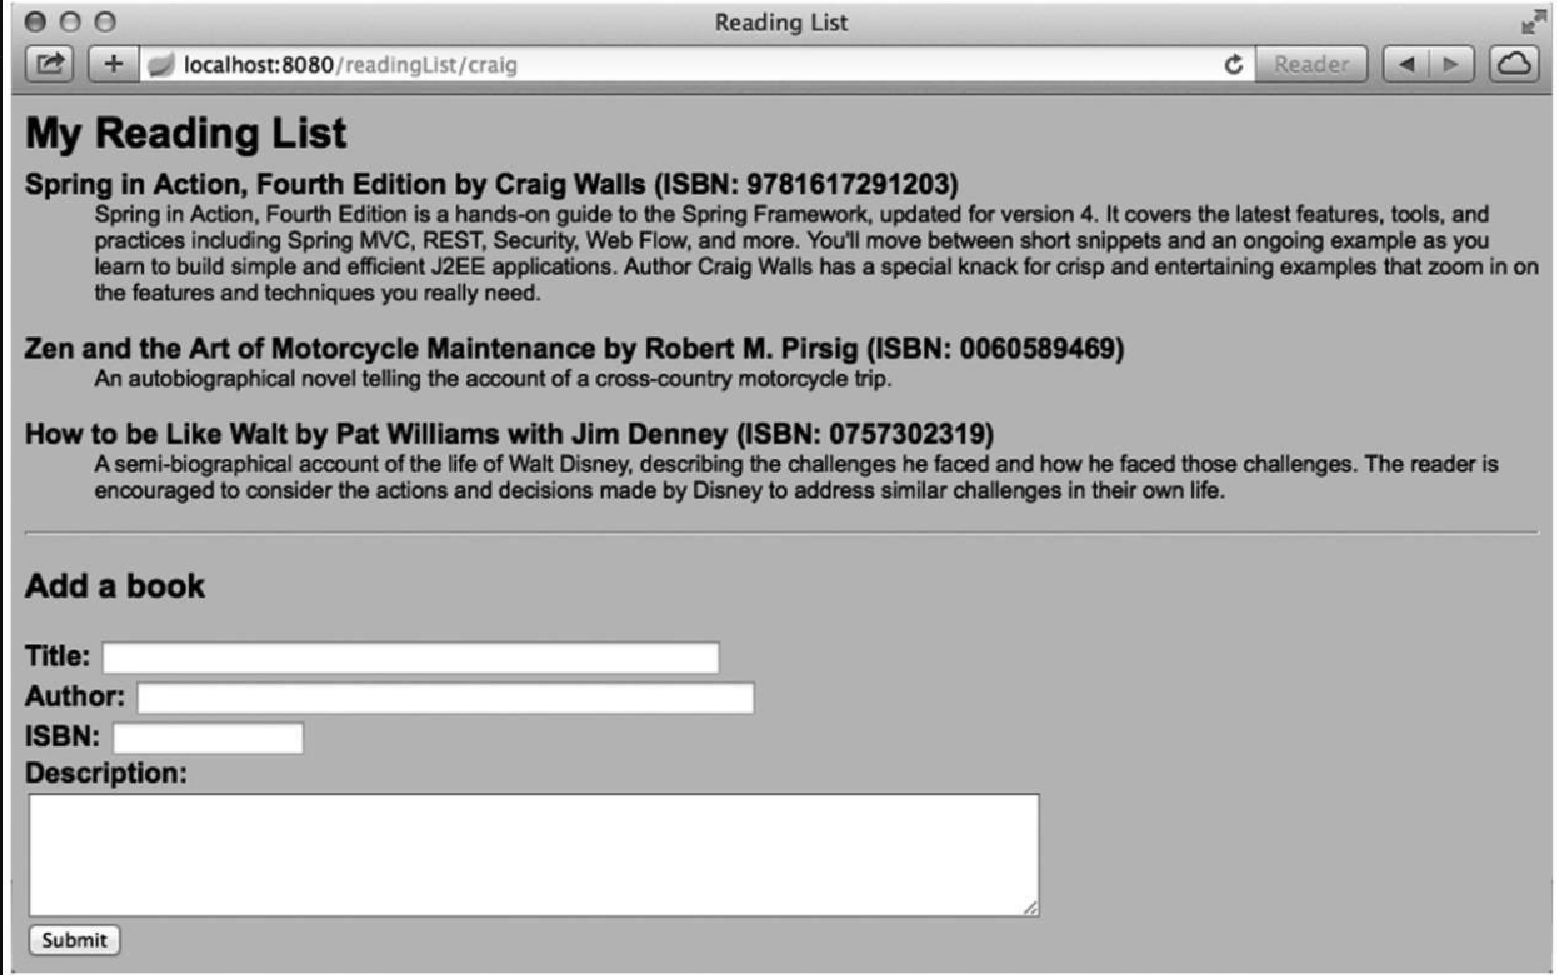 Reading List
localhost:8080/readingList/craig
Reader
My Reading List
Spring in Action, Fourth Edition by Craig Walls (ISBN: 9781617291203)
Spring in Action, Fourth Edition is a hands-on guide to the Spring Framework, updated for version 4. It covers the latest features, tools, and
practices including Spring MVC, REST, Security, Web Flow, and more. You'll move between short snippets and an ongoing example as you
learn to build simple and efficient J2EE applications. Author Craig Walls has a special knack for crisp and entertaining examples that zoom in on
the features and techniques you really need.
Zen and the Art of Motorcycle Maintenance by Robert M. Pirsig (ISBN: 0060589469)
An autobiographical novel telling the account of a cross-country motorcycle trip.
How to be Like Walt by Pat Williams with Jim Denney (ISBN: 0757302319)
A semi-biographical account of the life of Walt Disney, describing the challenges he faced and how he faced those challenges. The reader is
encouraged to consider the actions and decisions made by Disney to address similar challenges in their own life.
Add a book
Title:
Author:
ISBN:
Description:
Submit